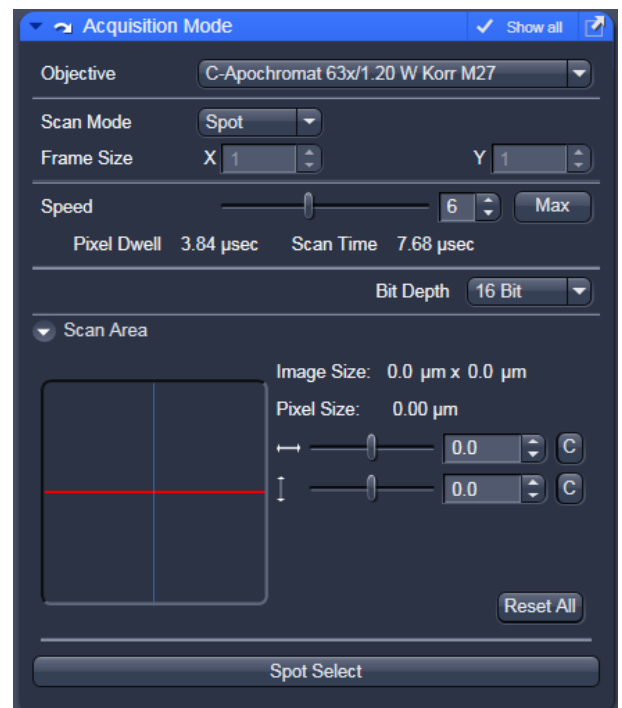 Acquisition Mode Show all
Objective C-Apochromat 63x/1.20 W Korr M27
Scan Mode Spot
Frame Size X 1 Y 1
Speed 6 Max
Pixel Dwell 3.84 µsec Scan Time 7.68 µsec
Bit Depth 16 Bit
Scan Area
Image Size: 0.0 µm x 0.0 µm
Pixel Size: 0.00 µm
0.0 C
0.0 C
Reset All
Spot Select